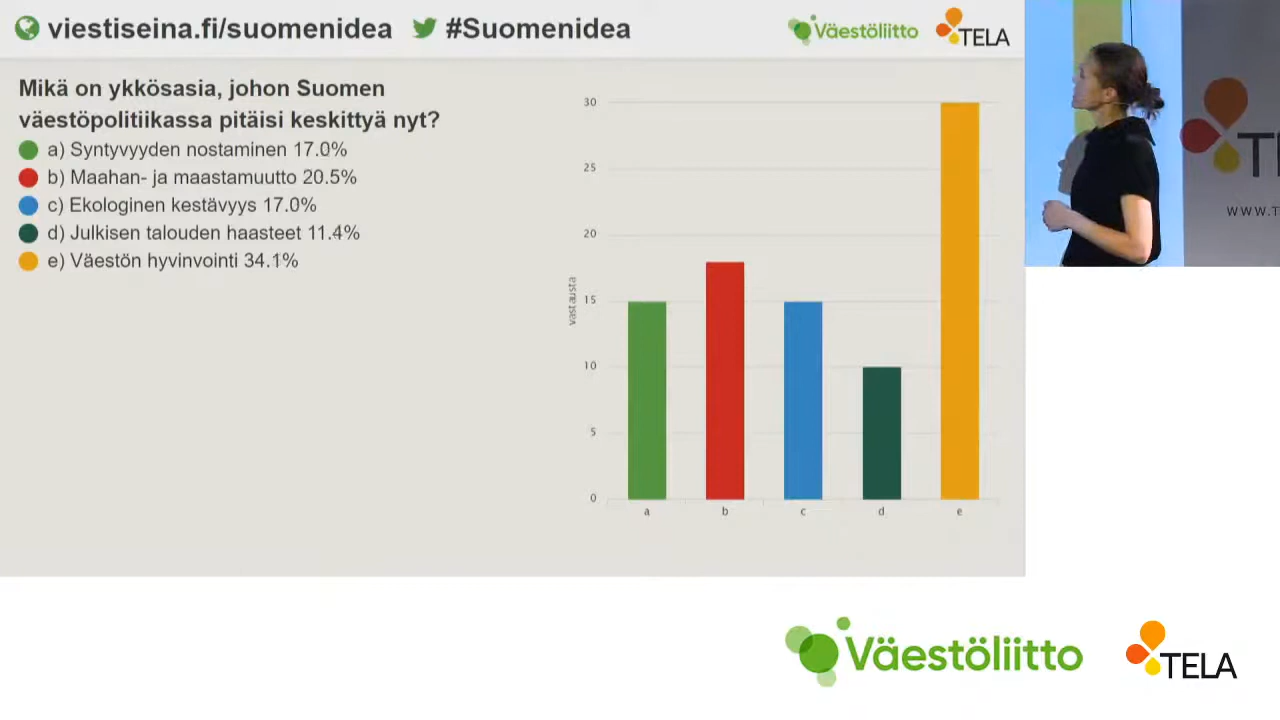 viestiseina.fi/suomenidea #Suomenidea
Väestöliitto TELA
Mikä on ykkösasia, johon Suomen
väestöpolitiikassa pitäisi keskittyä nyt?
a) Syntyvyyden nostaminen 17.0%
b) Maahan- ja maastamuutto 20.5%
c) Ekologinen kestävyys 17.0%
d) Julkisen talouden haasteet 11.4%
e) Väestön hyvinvointi 34.1%
vastausta
30
25
20
15
10
5
0
a b c d e
TE
WWW.T
Väestöliitto TELA